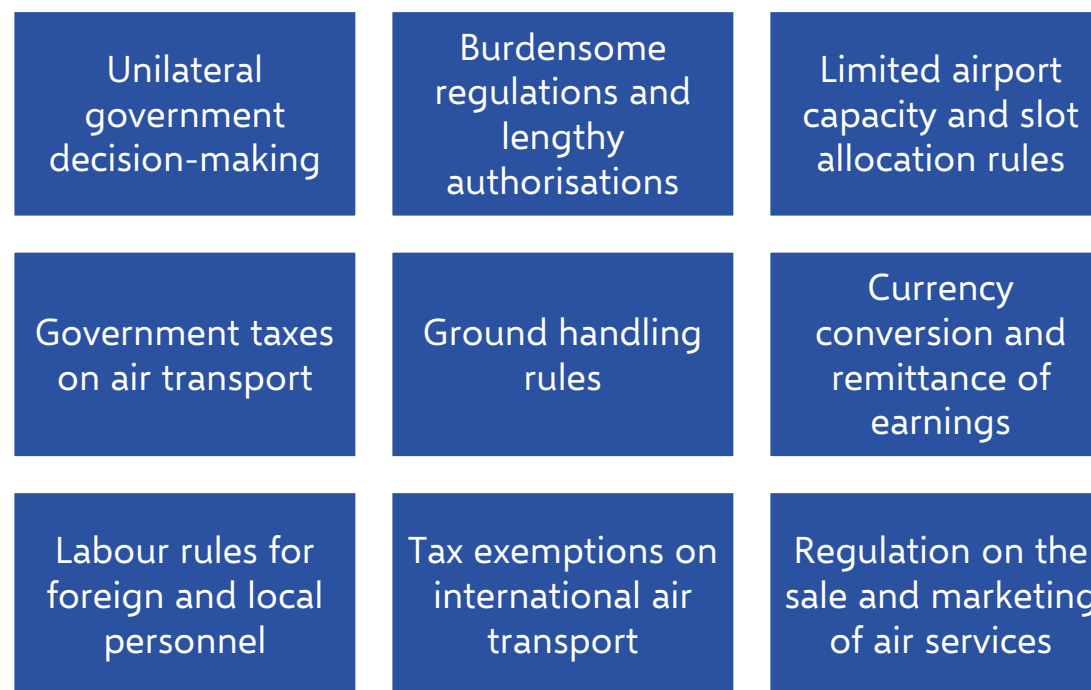 Unilateral
government
decision-making
Burdensome
regulations and
lengthy
authorisations
Limited airport
capacity and slot
allocation rules
Government taxes
on air transport
Ground handling
rules
Currency
conversion and
remittance of
earnings
Labour rules for
foreign and local
personnel
Tax exemptions on
international air
transport
Regulation on the
sale and marketing
of air services